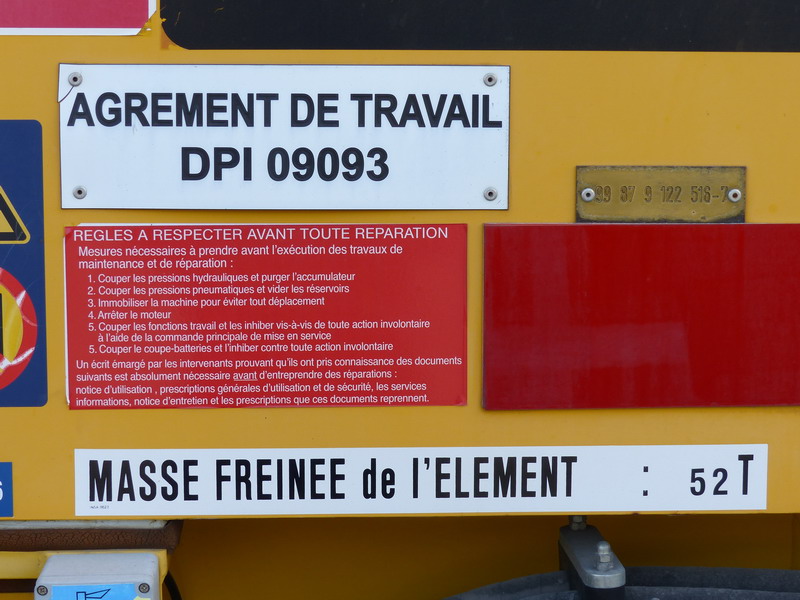 AGREMENT DE TRAVAIL
DPI 09093
99 87 9 122 516-7
REGLES A RESPECTER AVANT TOUTE REPARATION
Mesures nécessaires à prendre avant l'exécution des travaux de
maintenance et de réparation :
1. Couper les pressions hydrauliques et purger l'accumulateur
2. Couper les pressions pneumatiques et vider les réservoirs
3. Immobiliser la machine pour éviter tout déplacement
4. Arrêter le moteur
5. Couper les fonctions travail et les inhiber vis-à-vis de toute action involontaire
à l'aide de la commande principale de mise en service
5. Couper le coupe-batteries et l'inhiber contre toute action involontaire
Un écrit émargé par les intervenants prouvant qu'ils ont pris connaissance des documents
suivants est absolument nécessaire avant d'entreprendre des réparations :
notice d'utilisation , prescriptions générales d'utilisation et de sécurité, les services
informations, notice d'entretien et les prescriptions que ces documents reprennent.
MASSE FREINEE de l'ELEMENT : 52T